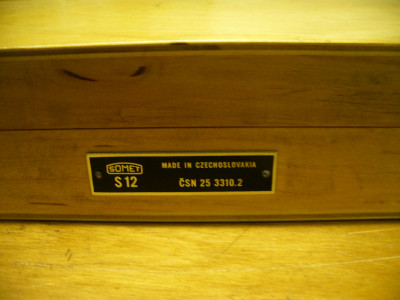 SOMET MADE IN CZECHOSLOVAKIA
S 12 ČSN 25 3310.2